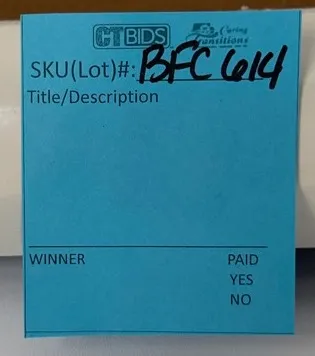 CTBIDS Caring Transitions
SKU(Lot)#: BFC 614
Title/Description
WINNER PAID
YES
NO